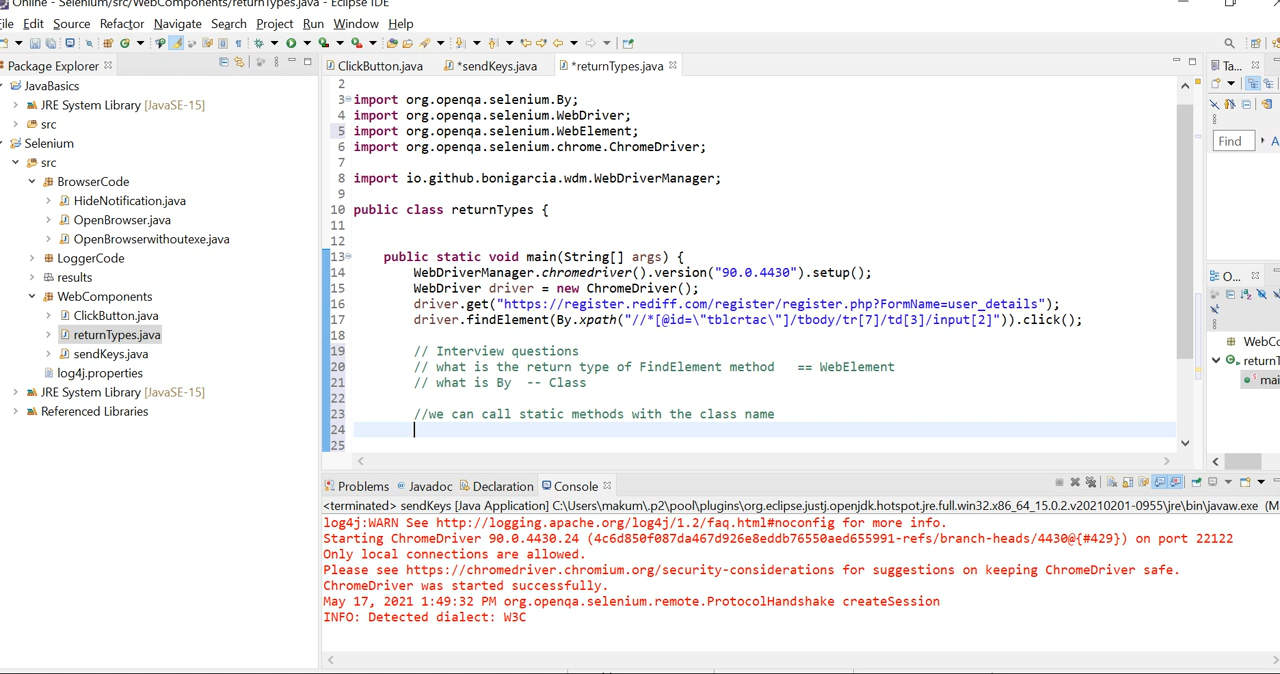 Online - Selenium/src/WebComponents/returnTypes.java - Eclipse IDE
File Edit Source Refactor Navigate Search Project Run Window Help
Package Explorer
ClickButton.java *sendKeys.java *returnTypes.java
Ta...
JavaBasics
JRE System Library [JavaSE-15]
src
Selenium
src
BrowserCode
HideNotification.java
OpenBrowser.java
OpenBrowserwithoutexe.java
LoggerCode
results
WebComponents
ClickButton.java
returnTypes.java
sendKeys.java
log4j.properties
JRE System Library [JavaSE-15]
Referenced Libraries
2
3 import org.openqa.selenium.By;
4 import org.openqa.selenium.WebDriver;
5 import org.openqa.selenium.WebElement;
6 import org.openqa.selenium.chrome.ChromeDriver;
7
8 import io.github.bonigarcia.wdm.WebDriverManager;
9
10 public class returnTypes {
11
12
13 public static void main(String[] args) {
14 WebDriverManager.chromedriver().version("90.0.4430").setup();
15 WebDriver driver = new ChromeDriver();
16 driver.get("https://register.rediff.com/register/register.php?FormName=user_details");
17 driver.findElement(By.xpath("//*[@id=\"tblcrtac\"]/tbody/tr[7]/td[3]/input[2]")).click();
18
19 // Interview questions
20 // what is the return type of FindElement method == WebElement
21 // what is By -- Class
22
23 //we can call static methods with the class name
24
25
Find
A
O...
WebCo
returnT
mai
Problems Javadoc Declaration Console
<terminated> sendKeys [Java Application] C:\Users\makum\.p2\pool\plugins\org.eclipse.justj.openjdk.hotspot.jre.full.win32.x86_64_15.0.2.v20210201-0955\jre\bin\javaw.exe (M
log4j:WARN See http://logging.apache.org/log4j/1.2/faq.html#noconfig for more info.
Starting ChromeDriver 90.0.4430.24 (4c6d850f087da467d926e8eddb76550aed655991-refs/branch-heads/4430@{#429}) on port 22122
Only local connections are allowed.
Please see https://chromedriver.chromium.org/security-considerations for suggestions on keeping ChromeDriver safe.
ChromeDriver was started successfully.
May 17, 2021 1:49:32 PM org.openqa.selenium.remote.ProtocolHandshake createSession
INFO: Detected dialect: W3C